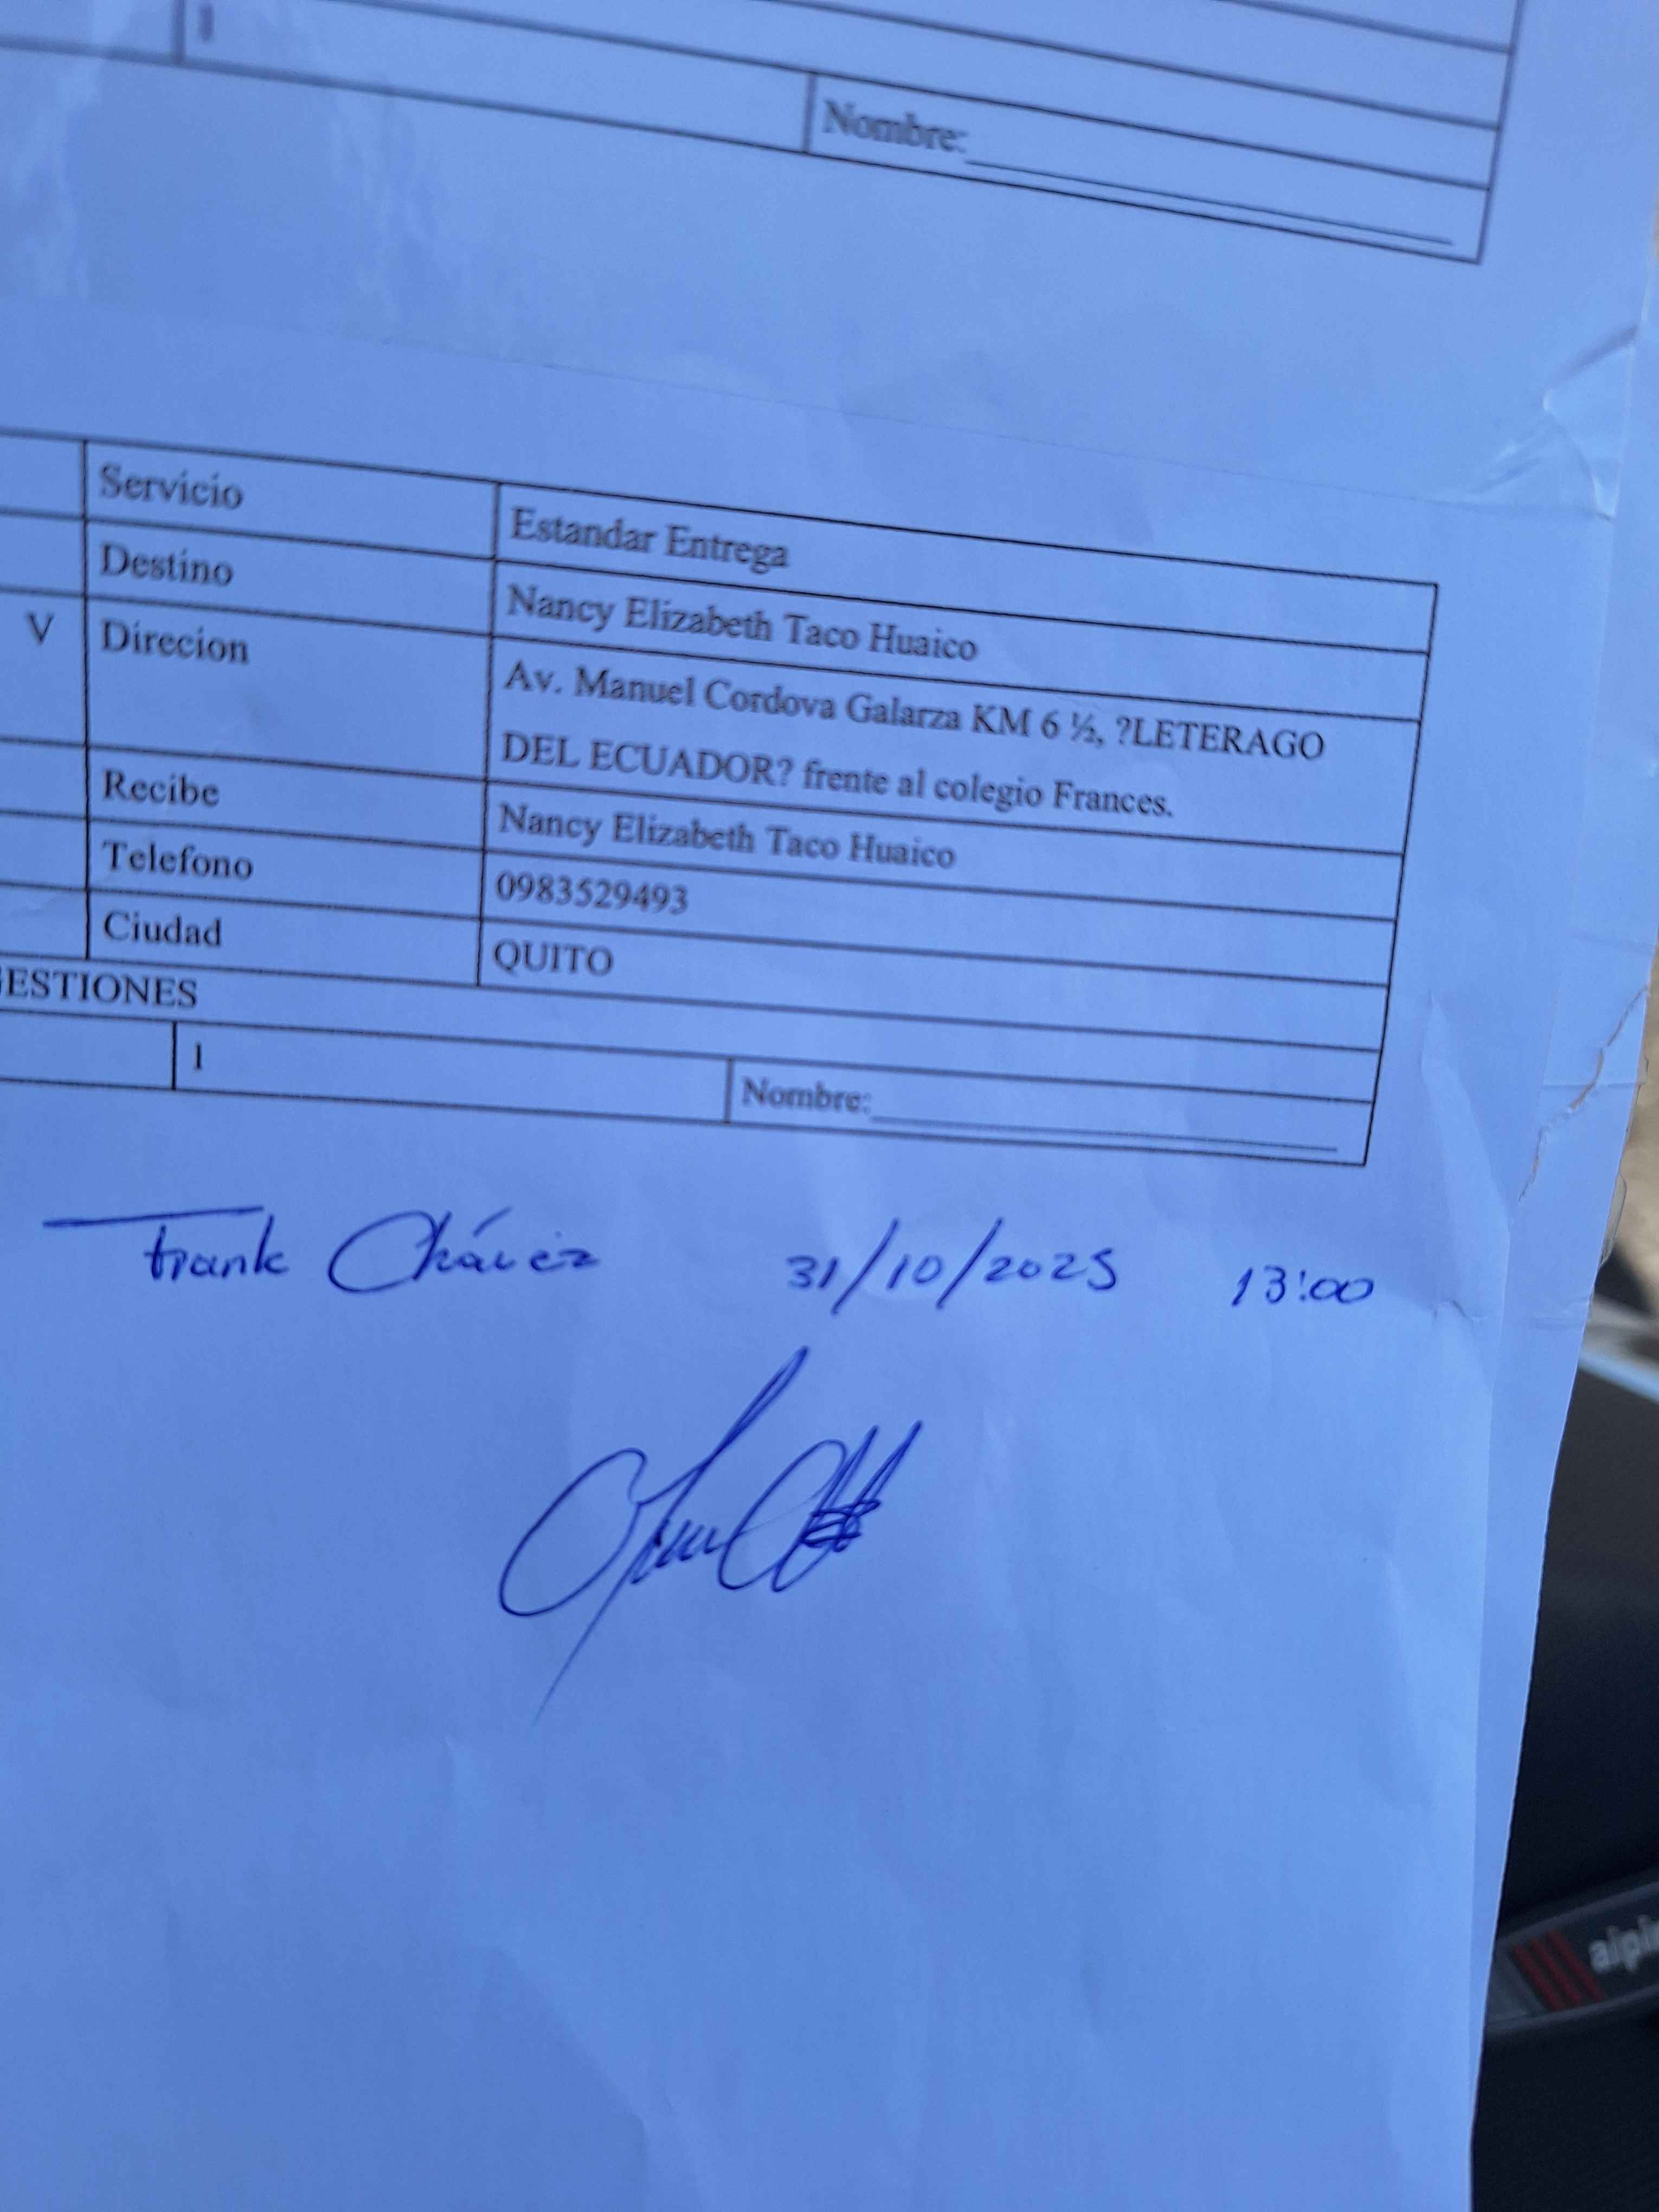 1
Nombre:
Servicio Estandar Entrega
Destino Nancy Elizabeth Taco Huaico
V Direcion Av. Manuel Cordova Galarza KM 6 ½, ?LETERAGO
DEL ECUADOR? frente al colegio Frances.
Recibe Nancy Elizabeth Taco Huaico
Telefono 0983529493
Ciudad QUITO
GESTIONES
1 Nombre:
Frank Chávez 31/10/2025 13:00